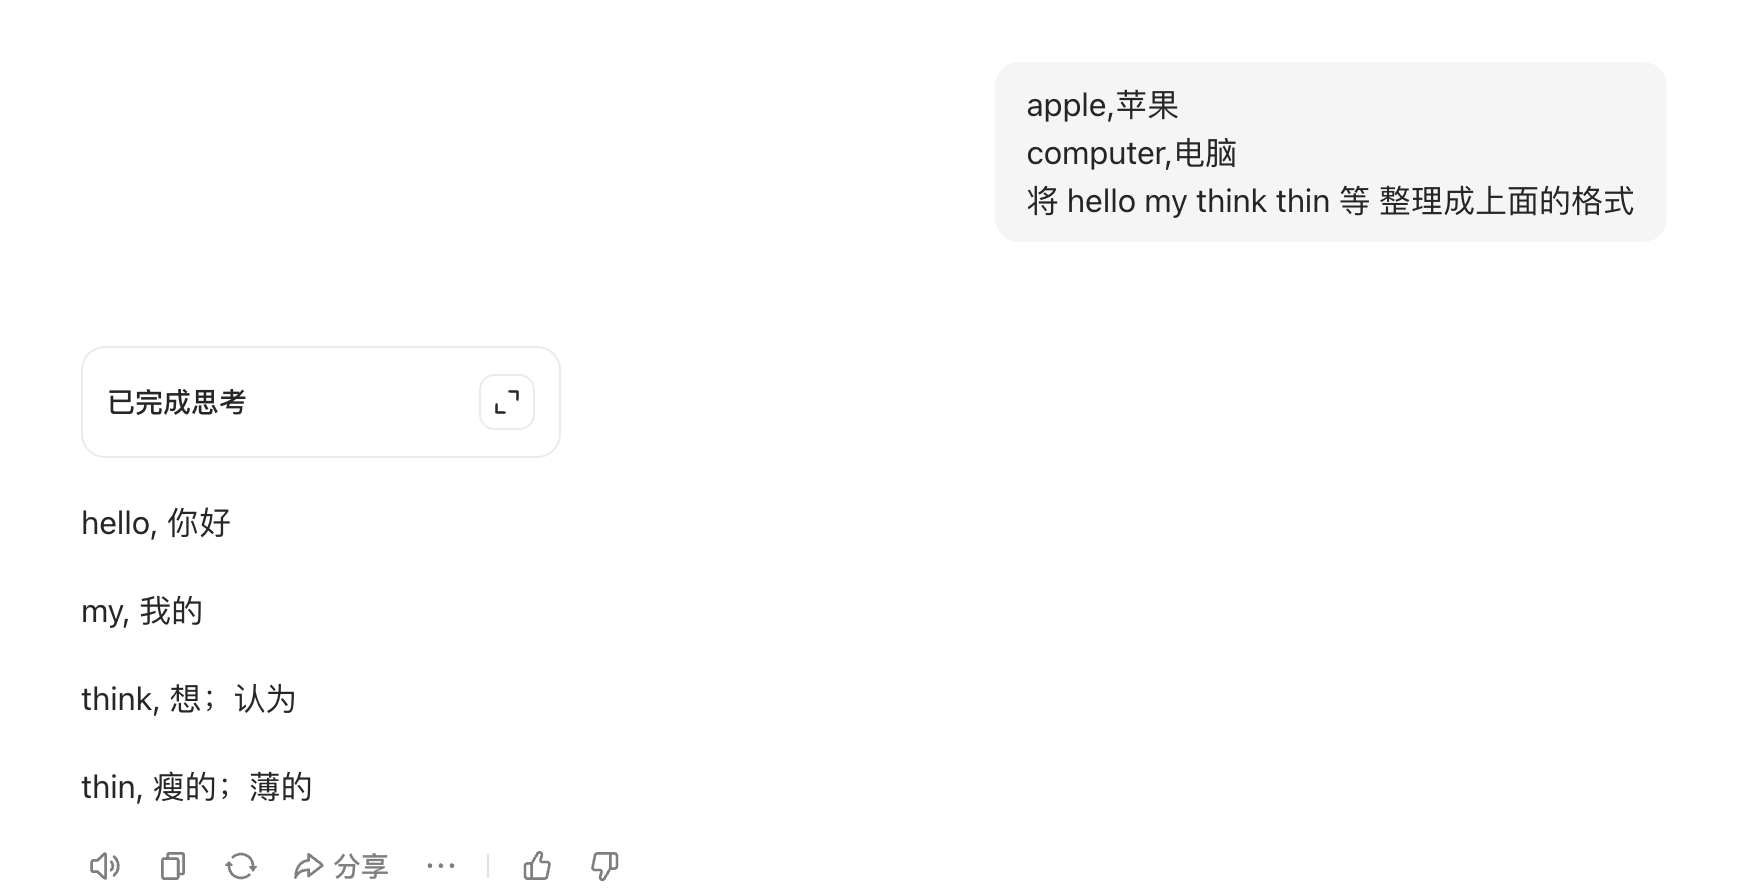 apple,苹果
computer,电脑
将 hello my think thin 等 整理成上面的格式
已完成思考
hello, 你好
my, 我的
think, 想；认为
thin, 瘦的；薄的
分享